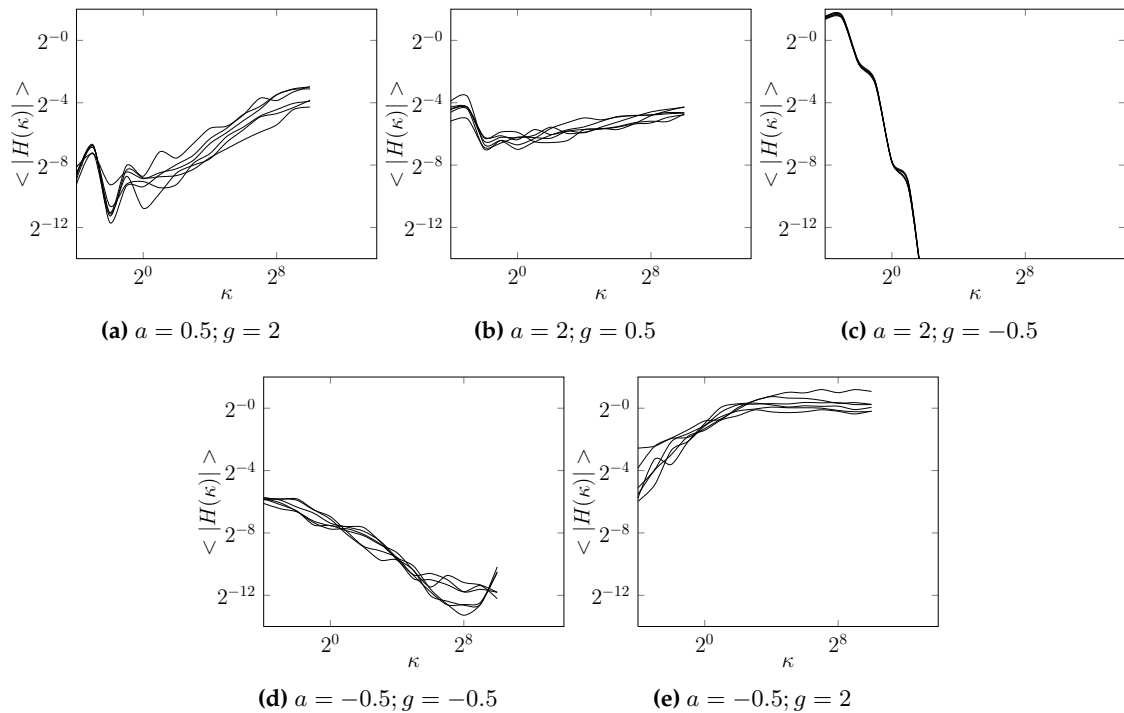 2^{-0}
2^{-4}
2^{-8}
2^{-12}
< |H(κ)| >
2^0
2^8
κ
(a) a = 0.5; g = 2
2^{-0}
2^{-4}
2^{-8}
2^{-12}
< |H(κ)| >
2^0
2^8
κ
(b) a = 2; g = 0.5
2^{-0}
2^{-4}
2^{-8}
2^{-12}
< |H(κ)| >
2^0
2^8
κ
(c) a = 2; g = −0.5
2^{-0}
2^{-4}
2^{-8}
2^{-12}
< |H(κ)| >
2^0
2^8
κ
(d) a = −0.5; g = −0.5
2^{-0}
2^{-4}
2^{-8}
2^{-12}
< |H(κ)| >
2^0
2^8
κ
(e) a = −0.5; g = 2